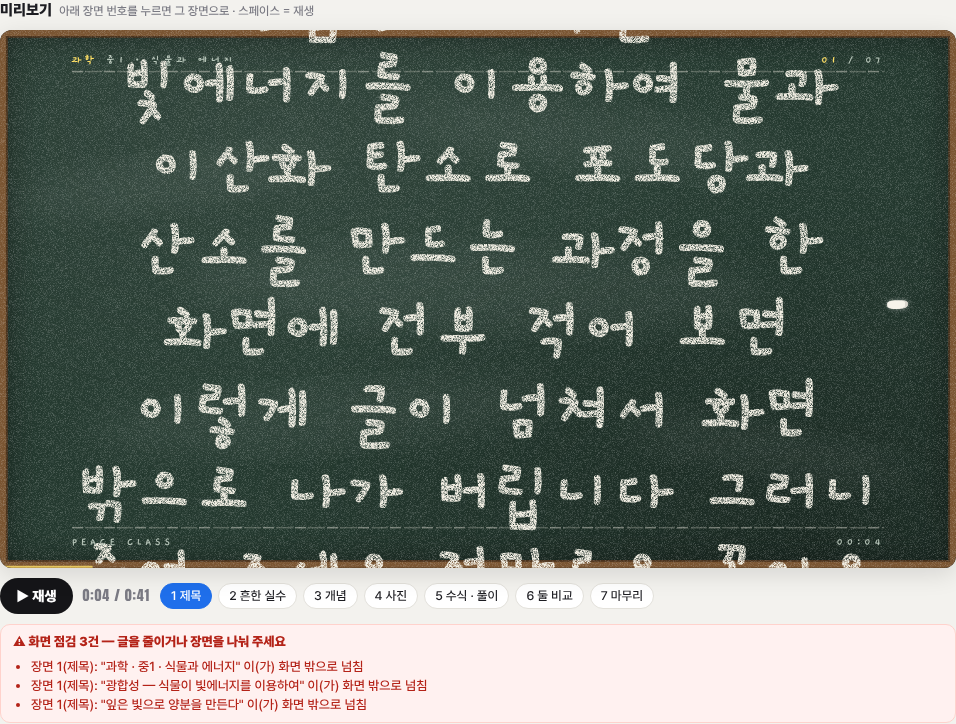 미리보기 아래 장면 번호를 누르면 그 장면으로 · 스페이스 = 재생
과학 중1 · 식물과 에너지
01 / 07
빛에너지를 이용하여 물과
이산화 탄소로 포도당과
산소를 만드는 과정을 한
화면에 전부 적어 보면
이렇게 글이 넘쳐서 화면
밖으로 나가 버립니다 그러니
PEACE CLASS
00:04
▶ 재생 0:04 / 0:41 1 제목 2 흔한 실수 3 개념 4 사진 5 수식 · 풀이 6 둘 비교 7 마무리
⚠ 화면 점검 3건 — 글을 줄이거나 장면을 나눠 주세요
• 장면 1(제목): "과학 · 중1 · 식물과 에너지" 이(가) 화면 밖으로 넘침
• 장면 1(제목): "광합성 — 식물이 빛에너지를 이용하여" 이(가) 화면 밖으로 넘침
• 장면 1(제목): "잎은 빛으로 양분을 만든다" 이(가) 화면 밖으로 넘침